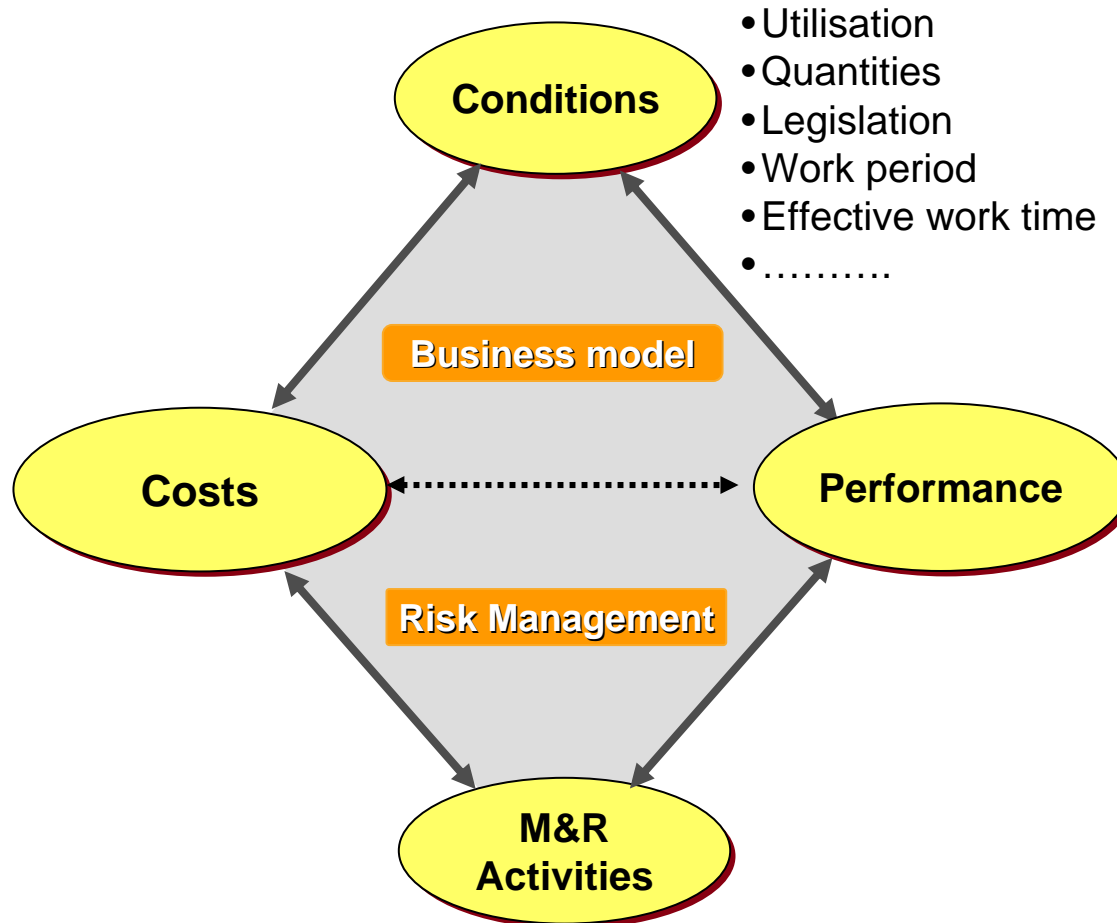 Conditions
•Utilisation
•Quantities
•Legislation
•Work period
•Effective work time
•……….
Business model
Costs
Performance
Risk Management
M&R
Activities